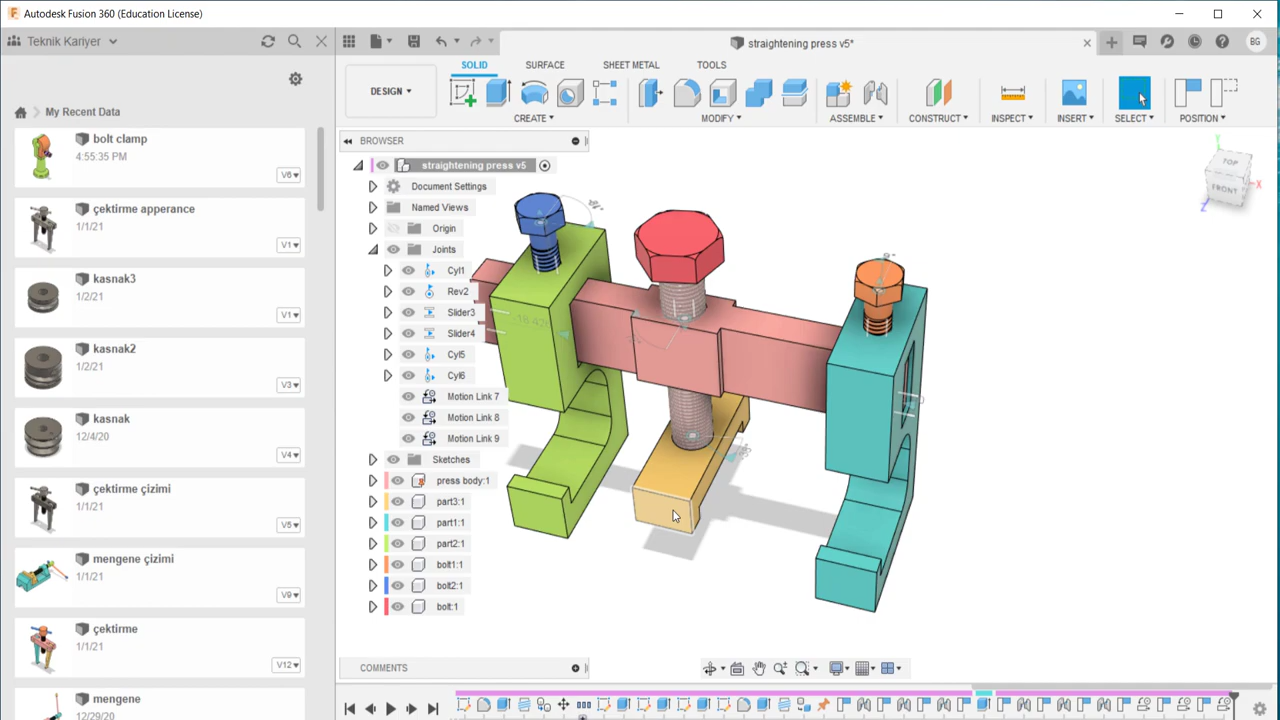 Autodesk Fusion 360 (Education License)
Teknik Kariyer
straightening press v5*
BG
My Recent Data
bolt clamp
4:55:35 PM
V6
çektirme apperance
1/1/21
V1
kasnak3
1/2/21
V1
kasnak2
1/2/21
V3
kasnak
12/4/20
V4
çektirme çizimi
1/1/21
V5
mengene çizimi
1/1/21
V9
çektirme
1/1/21
V12
mengene
12/29/20
DESIGN
SOLID
SURFACE
SHEET METAL
TOOLS
CREATE
MODIFY
ASSEMBLE
CONSTRUCT
INSPECT
INSERT
SELECT
POSITION
BROWSER
straightening press v5
Document Settings
Named Views
Origin
Joints
Cyl1
Rev2
Slider3
Slider4
Cyl5
Cyl6
Motion Link 7
Motion Link 8
Motion Link 9
Sketches
press body:1
part3:1
part1:1
part2:1
bolt1:1
bolt2:1
bolt:1
Y
TOP
FRONT
X
Z
COMMENTS